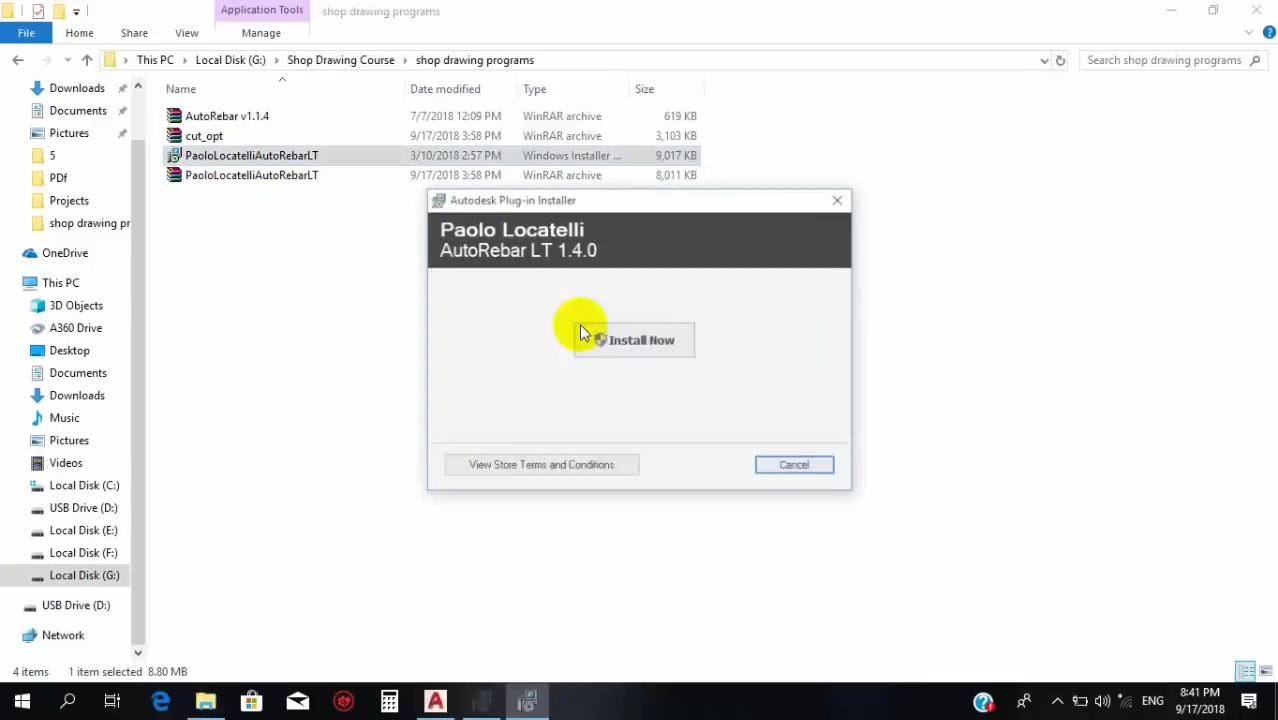 Application Tools
shop drawing programs
File
Home
Share
View
Manage
This PC
Local Disk (G:)
Shop Drawing Course
shop drawing programs
Search shop drawing programs
Name
Date modified
Type
Size
AutoRebar v1.1.4
7/7/2018 12:09 PM
WinRAR archive
619 KB
cut_opt
9/17/2018 3:58 PM
WinRAR archive
3,103 KB
PaoloLocatelliAutoRebarLT
3/10/2018 2:57 PM
Windows Installer ...
9,017 KB
PaoloLocatelliAutoRebarLT
9/17/2018 3:58 PM
WinRAR archive
8,011 KB
Downloads
Documents
Pictures
5
PDf
Projects
shop drawing pr
OneDrive
This PC
3D Objects
A360 Drive
Desktop
Documents
Downloads
Music
Pictures
Videos
Local Disk (C:)
USB Drive (D:)
Local Disk (E:)
Local Disk (F:)
Local Disk (G:)
USB Drive (D:)
Network
Autodesk Plug-in Installer
Paolo Locatelli
AutoRebar LT 1.4.0
Install Now
View Store Terms and Conditions
Cancel
4 items
1 item selected 8.80 MB
ENG
8:41 PM
9/17/2018